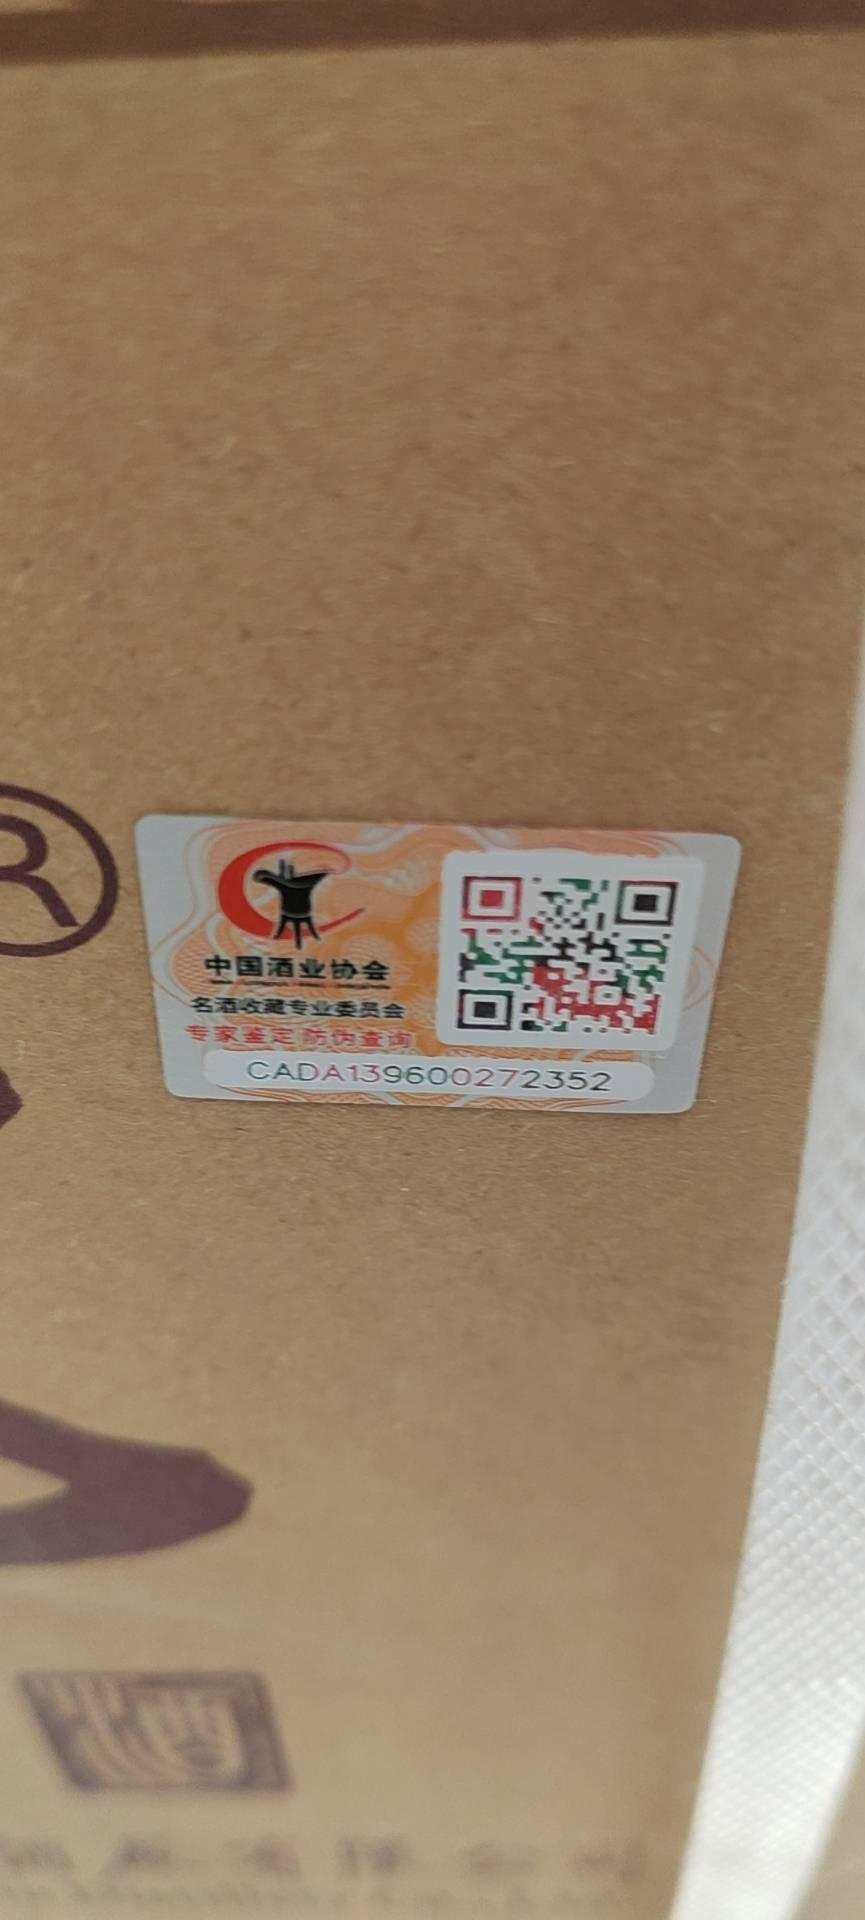 R
中国酒业协会
名酒收藏专业委员会
专家鉴定 防伪查询
CADA139600272352